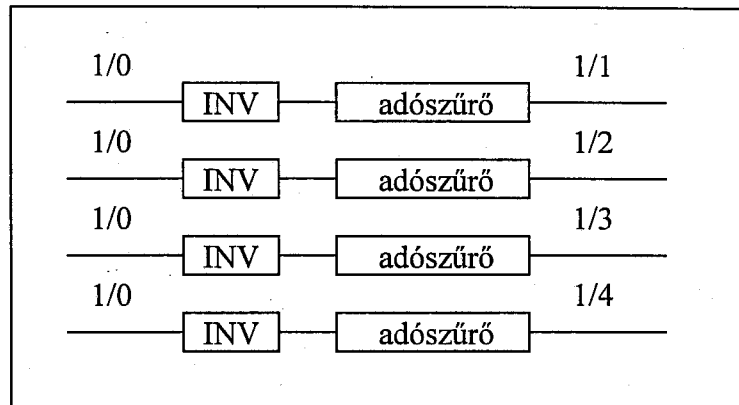 1/0 1/1
INV adószűrő
1/0 1/2
INV adószűrő
1/0 1/3
INV adószűrő
1/0 1/4
INV adószűrő